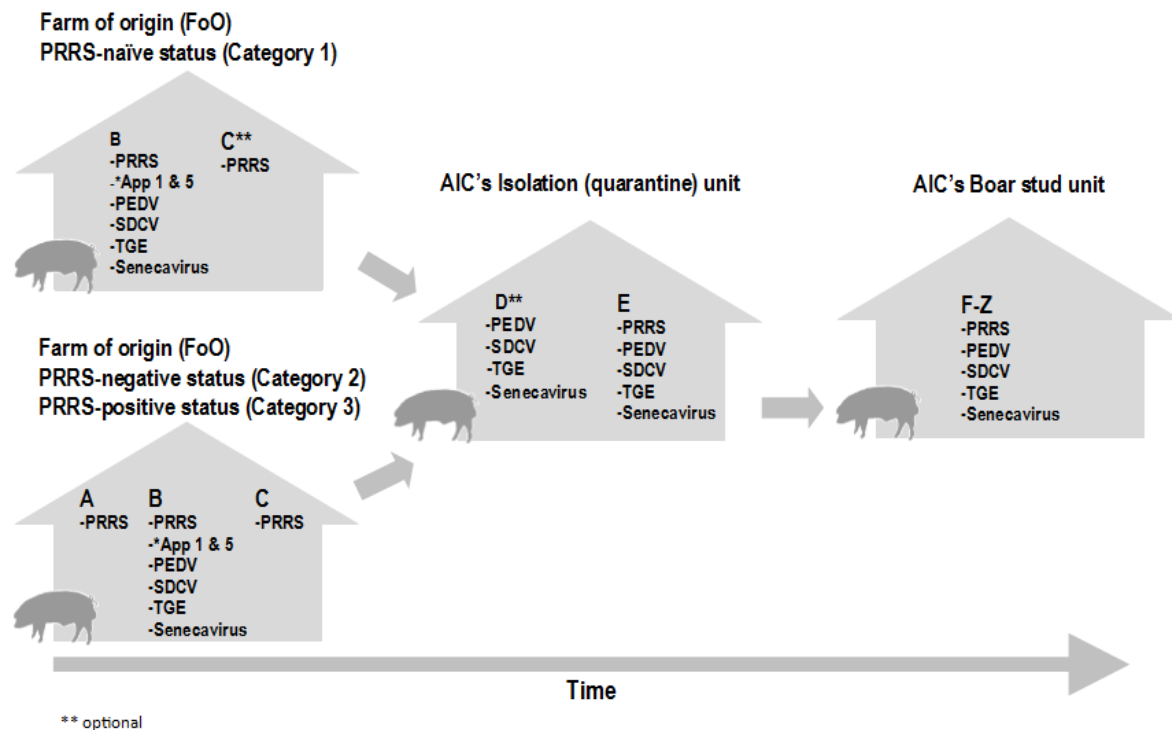 Farm of origin (FoO)
PRRS-naïve status (Category 1)
B
-PRRS
-*App 1 & 5
-PEDV
-SDCV
-TGE
-Senecavirus
C**
-PRRS
Farm of origin (FoO)
PRRS-negative status (Category 2)
PRRS-positive status (Category 3)
A
-PRRS
B
-PRRS
-*App 1 & 5
-PEDV
-SDCV
-TGE
-Senecavirus
C
-PRRS
AIC's Isolation (quarantine) unit
D**
-PEDV
-SDCV
-TGE
-Senecavirus
E
-PRRS
-PEDV
-SDCV
-TGE
-Senecavirus
AIC's Boar stud unit
F-Z
-PRRS
-PEDV
-SDCV
-TGE
-Senecavirus
Time
** optional